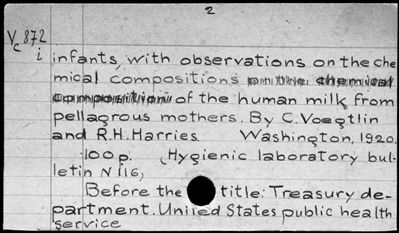 2
Vc 872
i
infants, with observations on the che
mical compositions on the chemical
composition of the human milk from
pellagrous mothers. By C. Voegtlin
and R.H. Harries. Washington, 1920.
100 p. (Hygienic laboratory bul-
letin N 116)
Before the title: Treasury de-
partment. United States public health
service